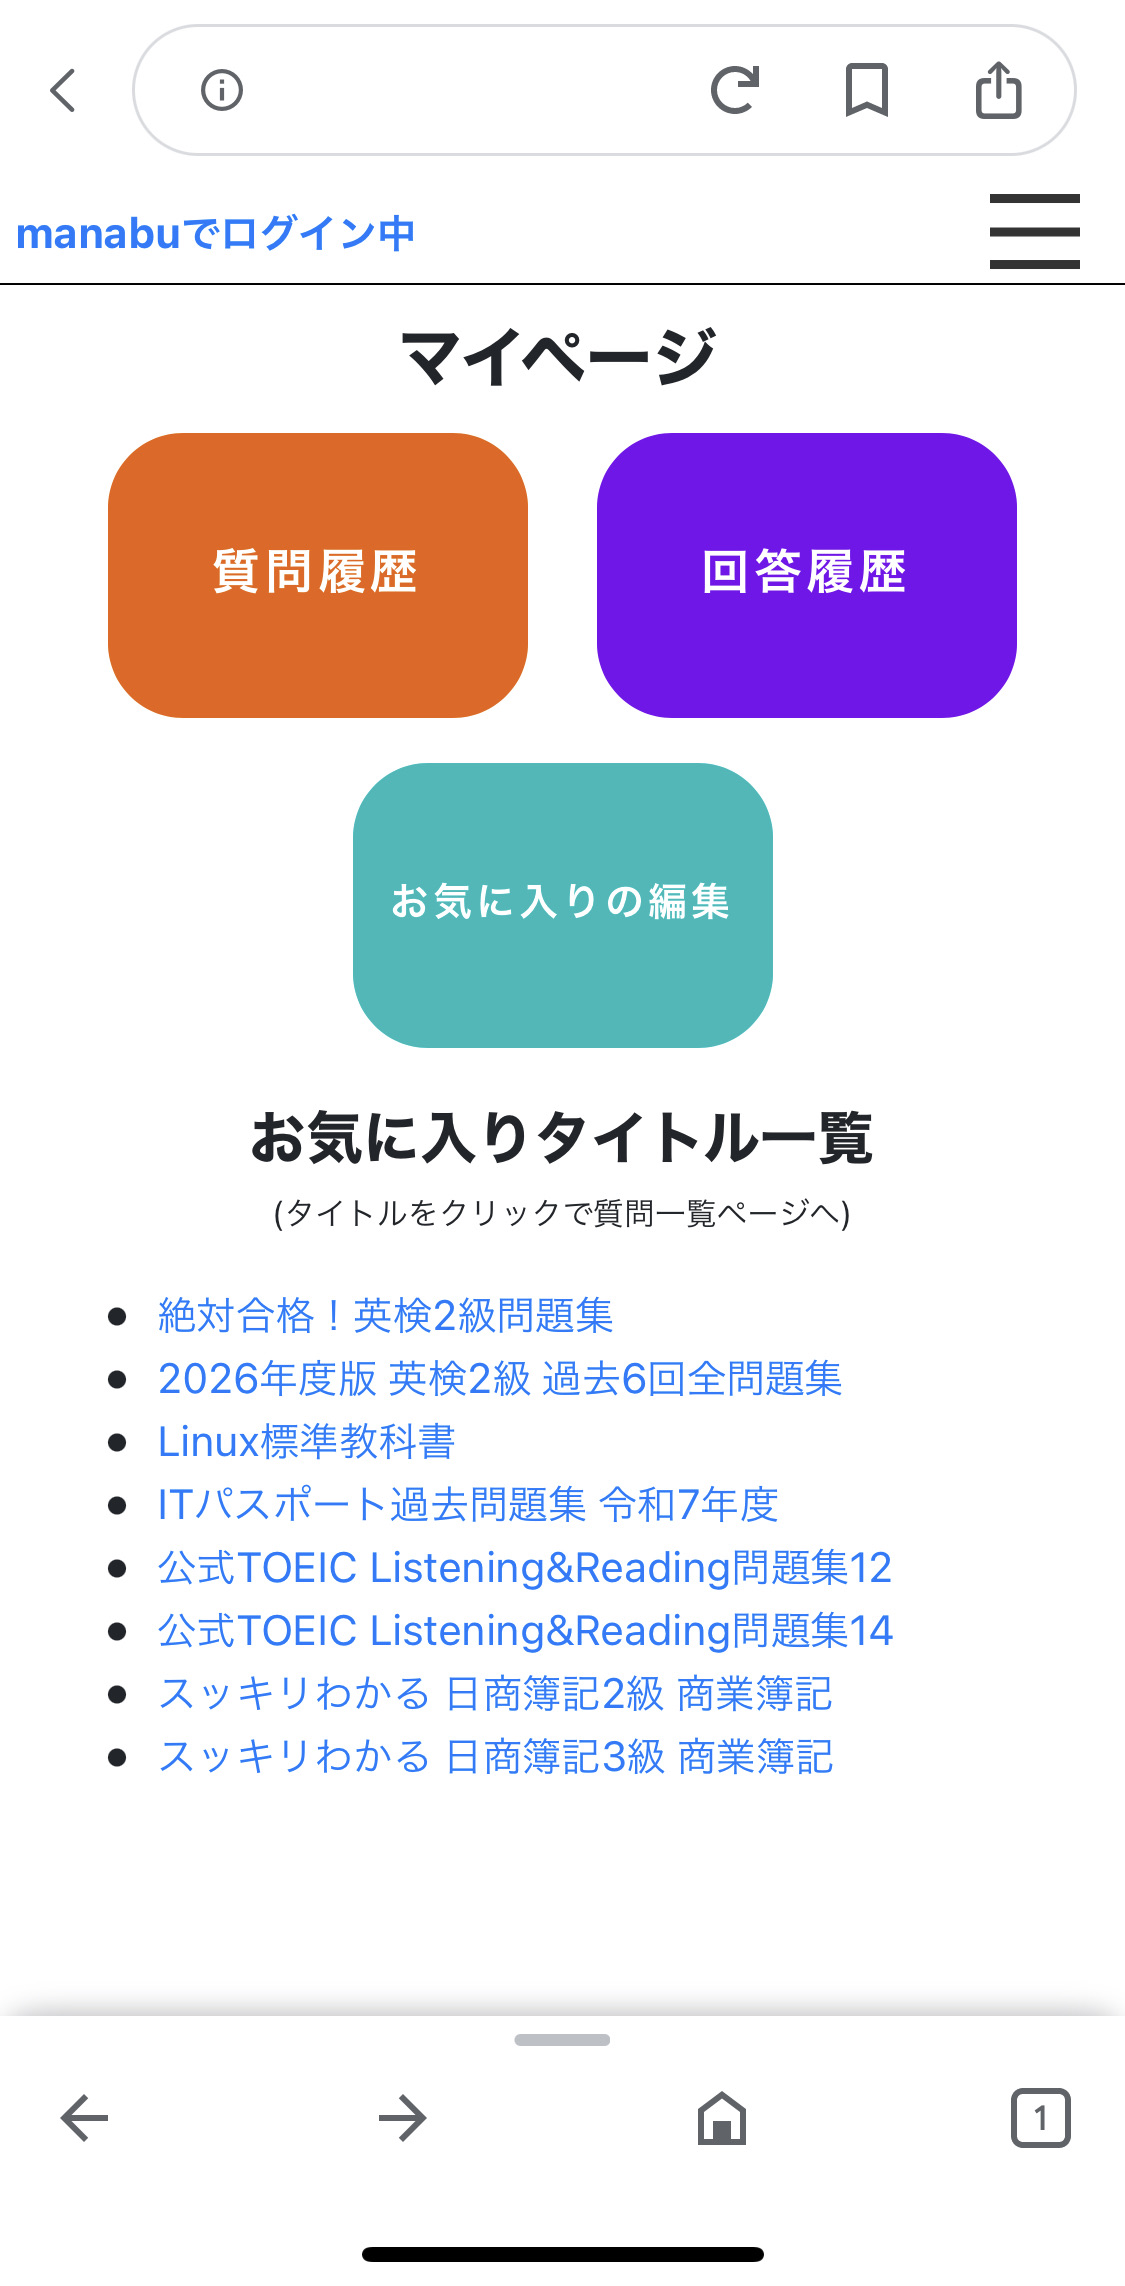 manabuでログイン中
マイページ
質問履歴
回答履歴
お気に入りの編集
お気に入りタイトル一覧
(タイトルをクリックで質問一覧ページへ)
絶対合格！英検2級問題集
2026年度版 英検2級 過去6回全問題集
Linux標準教科書
ITパスポート過去問題集 令和7年度
公式TOEIC Listening&Reading問題集12
公式TOEIC Listening&Reading問題集14
スッキリわかる 日商簿記2級 商業簿記
スッキリわかる 日商簿記3級 商業簿記
1